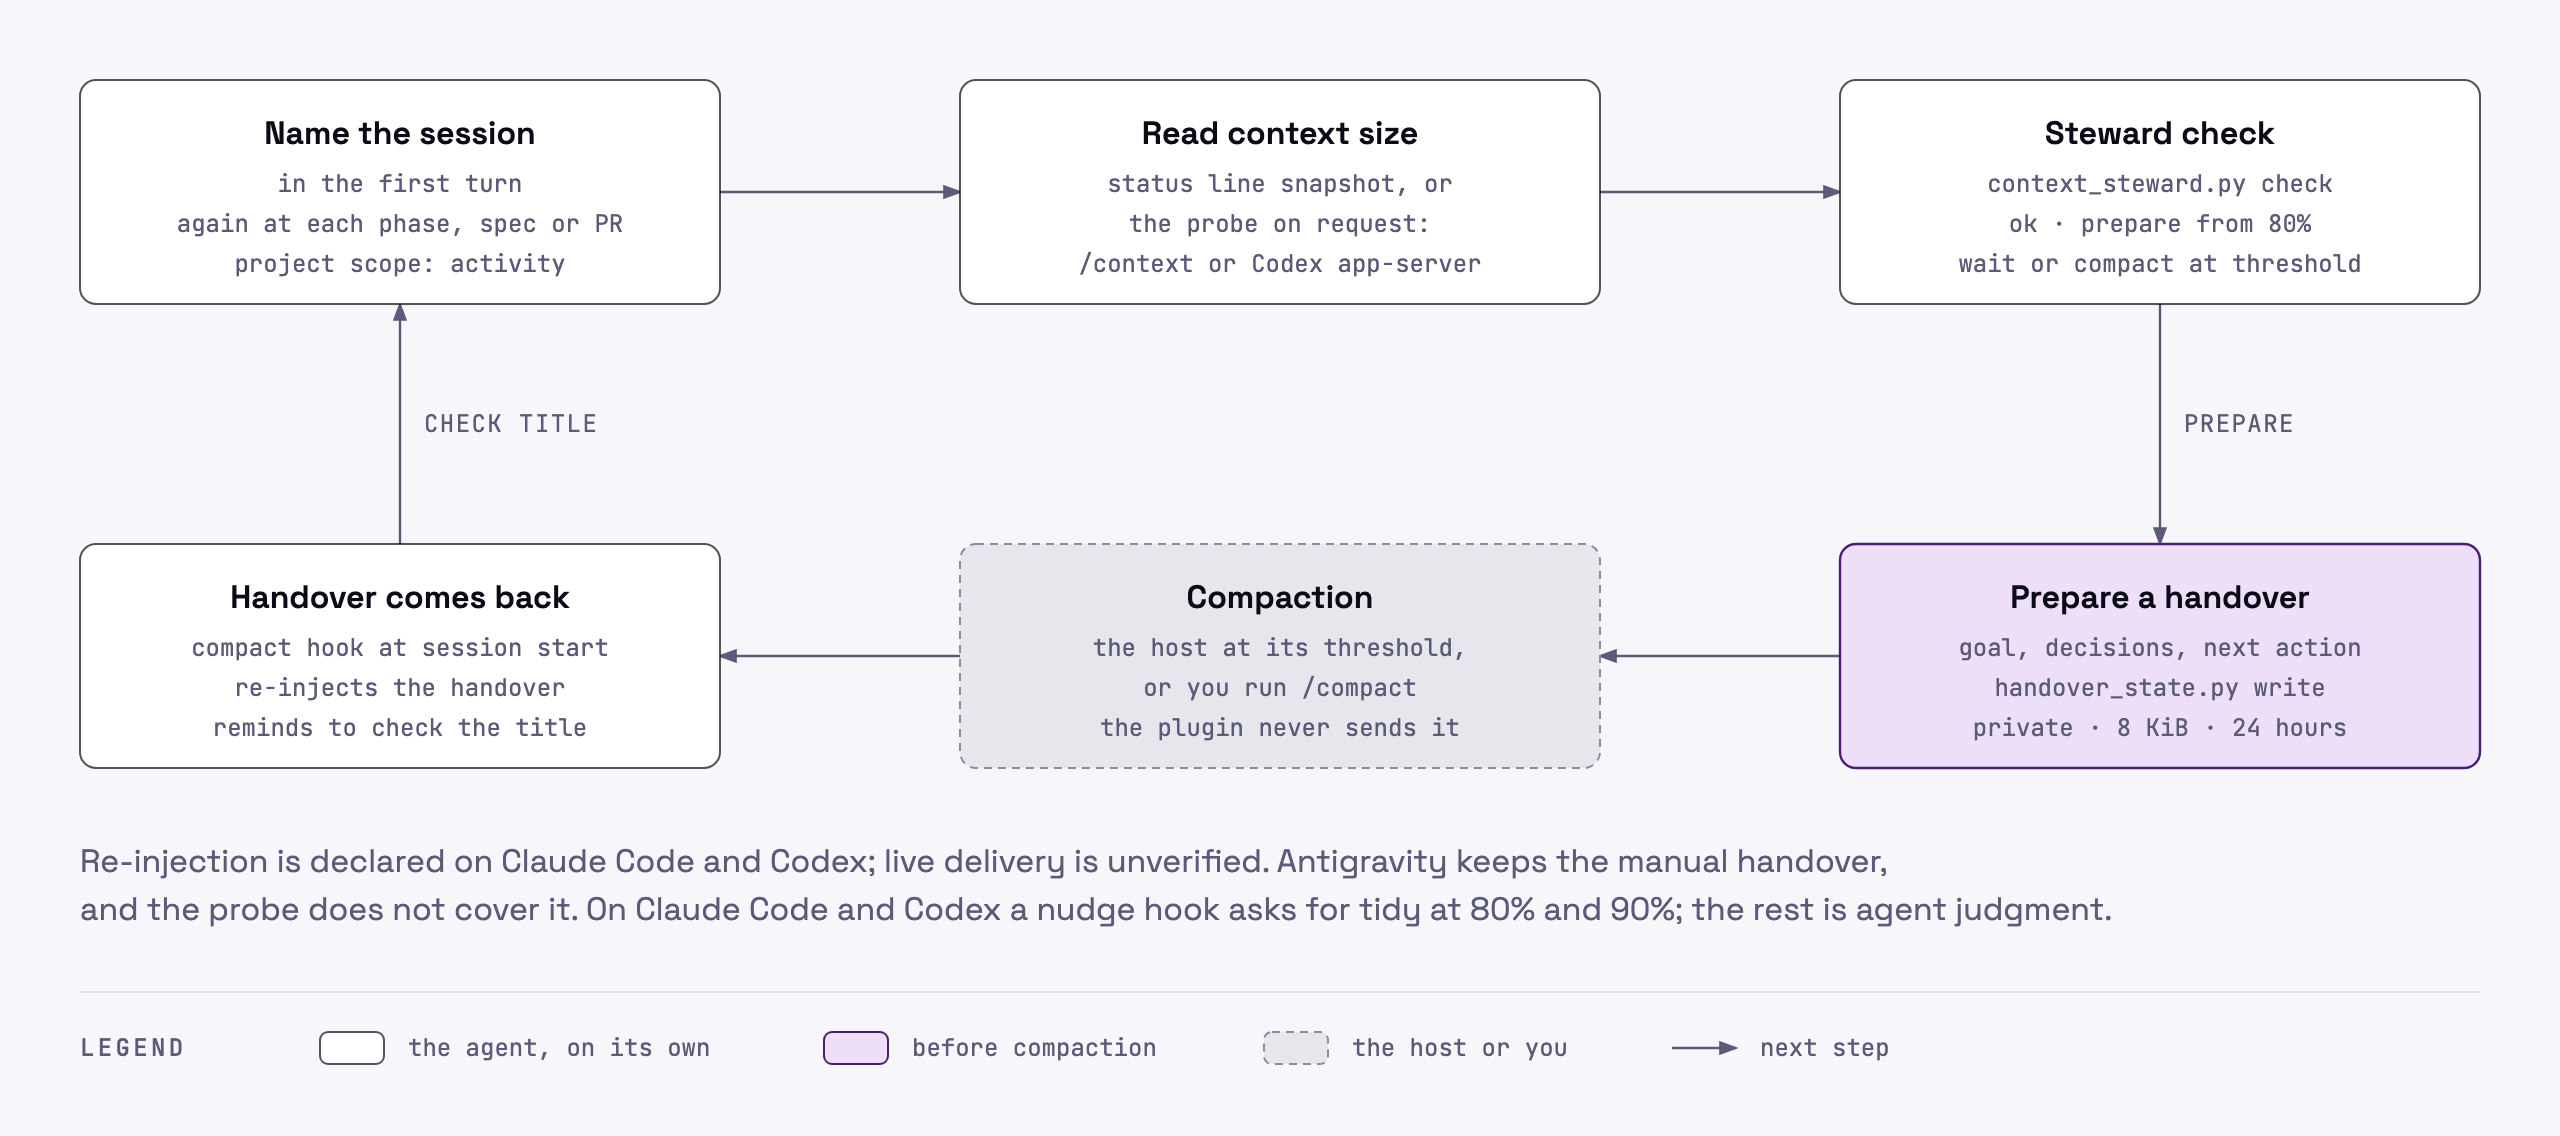 Name the session
in the first turn
again at each phase, spec or PR
project scope: activity
Read context size
status line snapshot, or
the probe on request:
/context or Codex app-server
Steward check
context_steward.py check
ok · prepare from 80%
wait or compact at threshold
CHECK TITLE
PREPARE
Handover comes back
compact hook at session start
re-injects the handover
reminds to check the title
Compaction
the host at its threshold,
or you run /compact
the plugin never sends it
Prepare a handover
goal, decisions, next action
handover_state.py write
private · 8 KiB · 24 hours
Re-injection is declared on Claude Code and Codex; live delivery is unverified. Antigravity keeps the manual handover,
and the probe does not cover it. On Claude Code and Codex a nudge hook asks for tidy at 80% and 90%; the rest is agent judgment.
LEGEND
the agent, on its own
before compaction
the host or you
next step